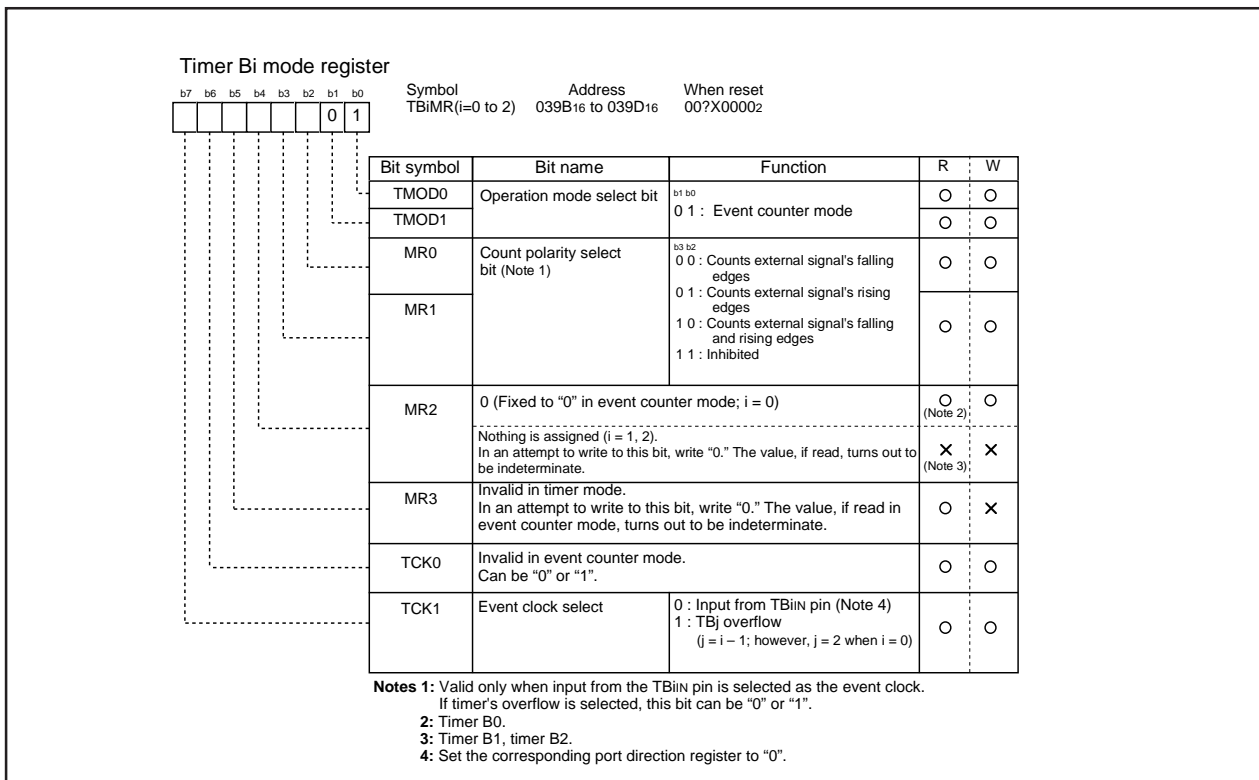 Timer Bi mode register
b7 b6 b5 b4 b3 b2 b1 b0
0 1
Symbol Address When reset
TBiMR(i=0 to 2) 039B16 to 039D16 00?X00002
Bit symbol Bit name Function R W
TMOD0 Operation mode select bit b1 b0
0 1 : Event counter mode
TMOD1
MR0 Count polarity select
bit (Note 1)
b3 b2
0 0 : Counts external signal's falling
edges
0 1 : Counts external signal's rising
edges
MR1
1 0 : Counts external signal's falling
and rising edges
1 1 : Inhibited
MR2 0 (Fixed to “0” in event counter mode; i = 0)
(Note 2)
Nothing is assigned (i = 1, 2).
In an attempt to write to this bit, write “0.” The value, if read, turns out to
be indeterminate.
(Note 3)
MR3 Invalid in timer mode.
In an attempt to write to this bit, write “0.” The value, if read in
event counter mode, turns out to be indeterminate.
TCK0 Invalid in event counter mode.
Can be “0” or “1”.
TCK1 Event clock select 0 : Input from TBiIN pin (Note 4)
1 : TBj overflow
(j = i – 1; however, j = 2 when i = 0)
Notes 1: Valid only when input from the TBiIN pin is selected as the event clock.
If timer's overflow is selected, this bit can be “0” or “1”.
2: Timer B0.
3: Timer B1, timer B2.
4: Set the corresponding port direction register to “0”.